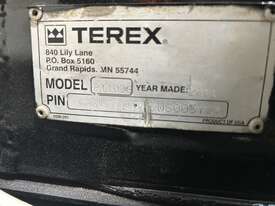 TEREX
840 Lily Lane
P.O. Box 5160
Grand Rapids, MN 55744
MODEL YEAR MADE
PIN
PRODUCT OF USA